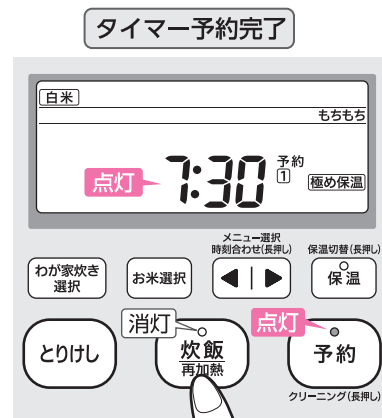 タイマー予約完了
白米
もちもち
点灯
7:30
予約
1
極め保温
メニュー選択
時刻合わせ(長押し)
保温切替(長押し)
わが家炊き
選択
お米選択
◀|▶
保温
消灯
点灯
とりけし
炊飯
再加熱
予約
クリーニング(長押し)